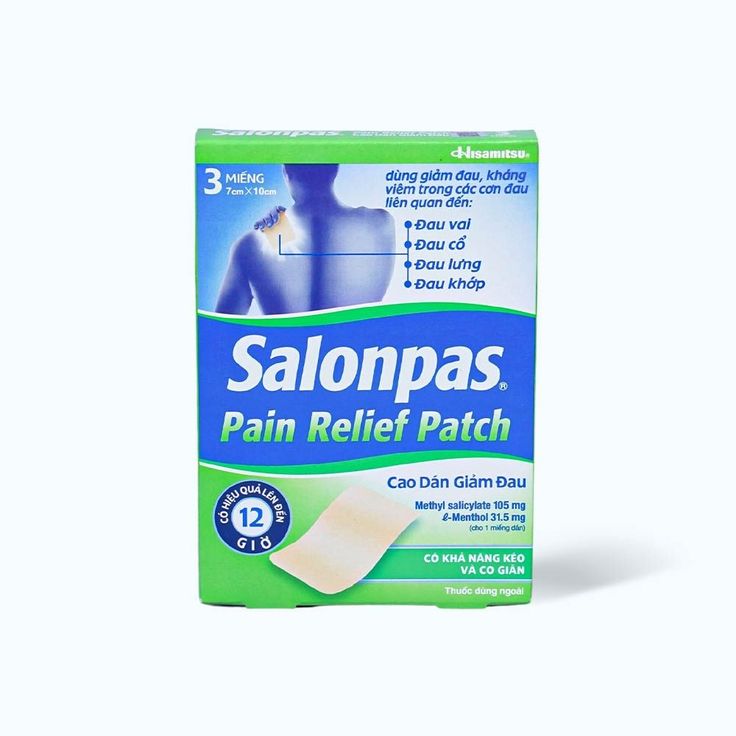 Salonpas
HISAMITSU®
3 MIẾNG
7cm×10cm
dùng giảm đau, kháng
viêm trong các cơn đau
liên quan đến:
Đau vai
Đau cổ
Đau lưng
Đau khớp
Salonpas®
Pain Relief Patch
Cao Dán Giảm Đau
Methyl salicylate 105 mg
ℓ-Menthol 31.5 mg
(cho 1 miếng dán)
CÓ HIỆU QUẢ LÊN ĐẾN
12
GIỜ
CÓ KHẢ NĂNG KÉO
VÀ CO GIÃN
Thuốc dùng ngoài